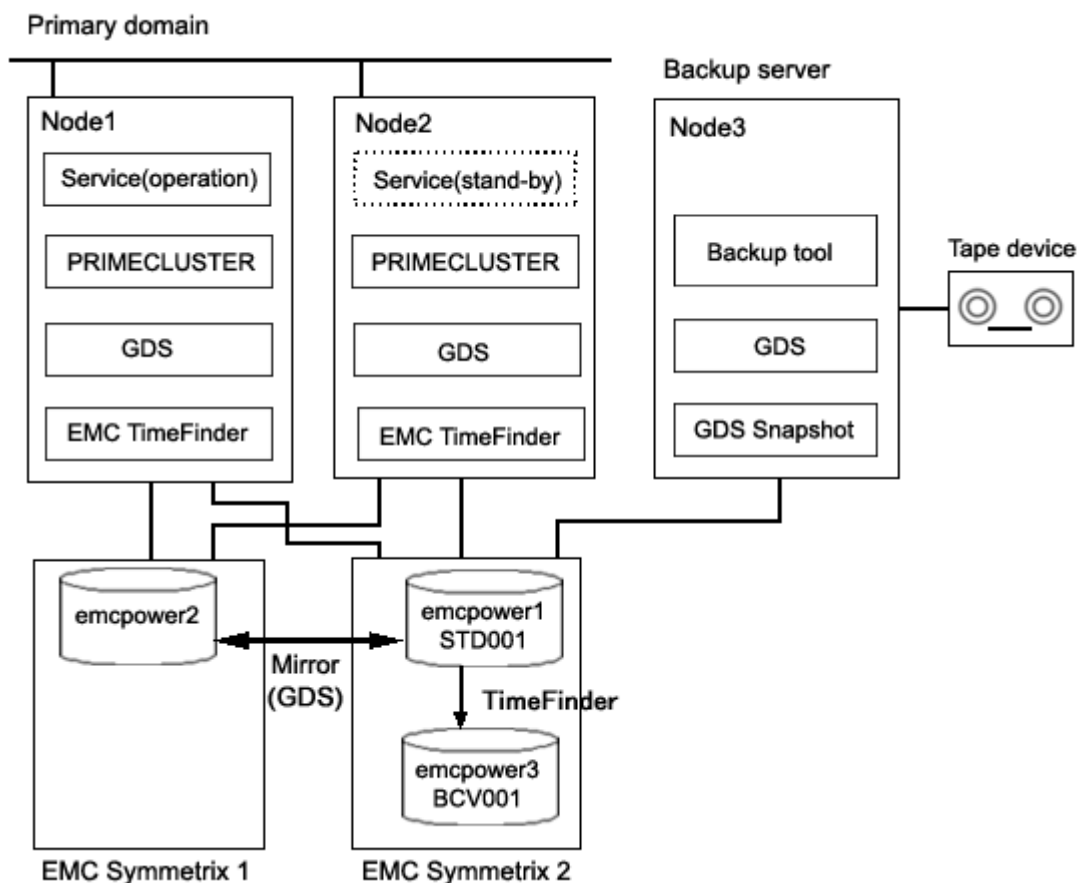 Primary domain
Backup server
Node1
Service(operation)
PRIMECLUSTER
GDS
EMC TimeFinder
Node2
Service(stand-by)
PRIMECLUSTER
GDS
EMC TimeFinder
Node3
Backup tool
GDS
GDS Snapshot
Tape device
emcpower2
Mirror
(GDS)
emcpower1
STD001
TimeFinder
emcpower3
BCV001
EMC Symmetrix 1
EMC Symmetrix 2